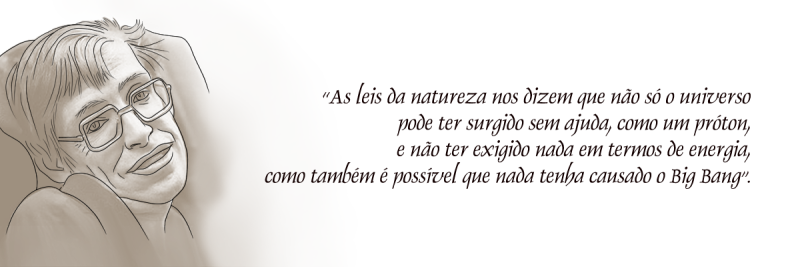 “As leis da natureza nos dizem que não só o universo
pode ter surgido sem ajuda, como um próton,
e não ter exigido nada em termos de energia,
como também é possível que nada tenha causado o Big Bang”.